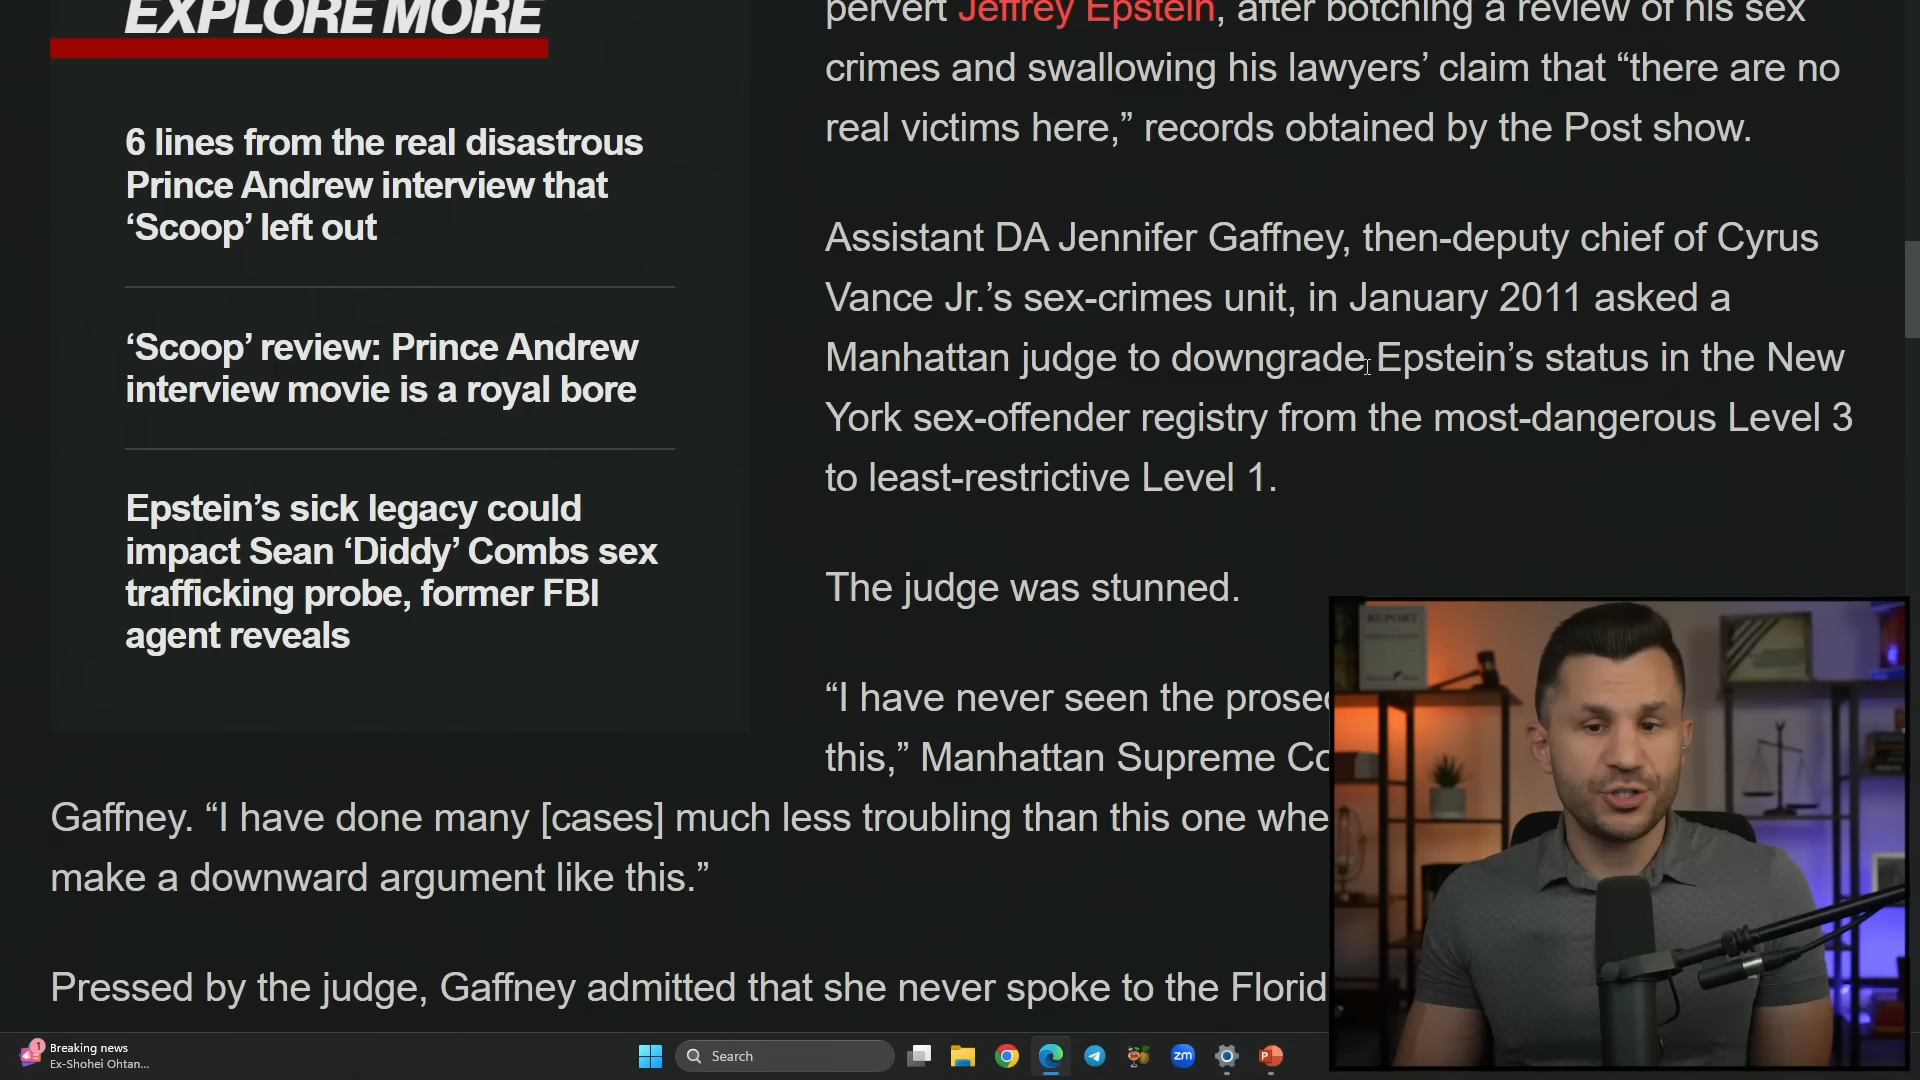 EXPLORE MORE
6 lines from the real disastrous
Prince Andrew interview that
‘Scoop’ left out
‘Scoop’ review: Prince Andrew
interview movie is a royal bore
Epstein’s sick legacy could
impact Sean ‘Diddy’ Combs sex
trafficking probe, former FBI
agent reveals
pervert Jeffrey Epstein, after botching a review of his sex
crimes and swallowing his lawyers’ claim that “there are no
real victims here,” records obtained by the Post show.
Assistant DA Jennifer Gaffney, then-deputy chief of Cyrus
Vance Jr.’s sex-crimes unit, in January 2011 asked a
Manhattan judge to downgrade Epstein’s status in the New
York sex-offender registry from the most-dangerous Level 3
to least-restrictive Level 1.
The judge was stunned.
“I have never seen the prosec
this,” Manhattan Supreme Co
Gaffney. “I have done many [cases] much less troubling than this one whe
make a downward argument like this.”
Pressed by the judge, Gaffney admitted that she never spoke to the Florid
REPORT
1
Breaking news
Ex-Shohei Ohtan...
Search
zm
P